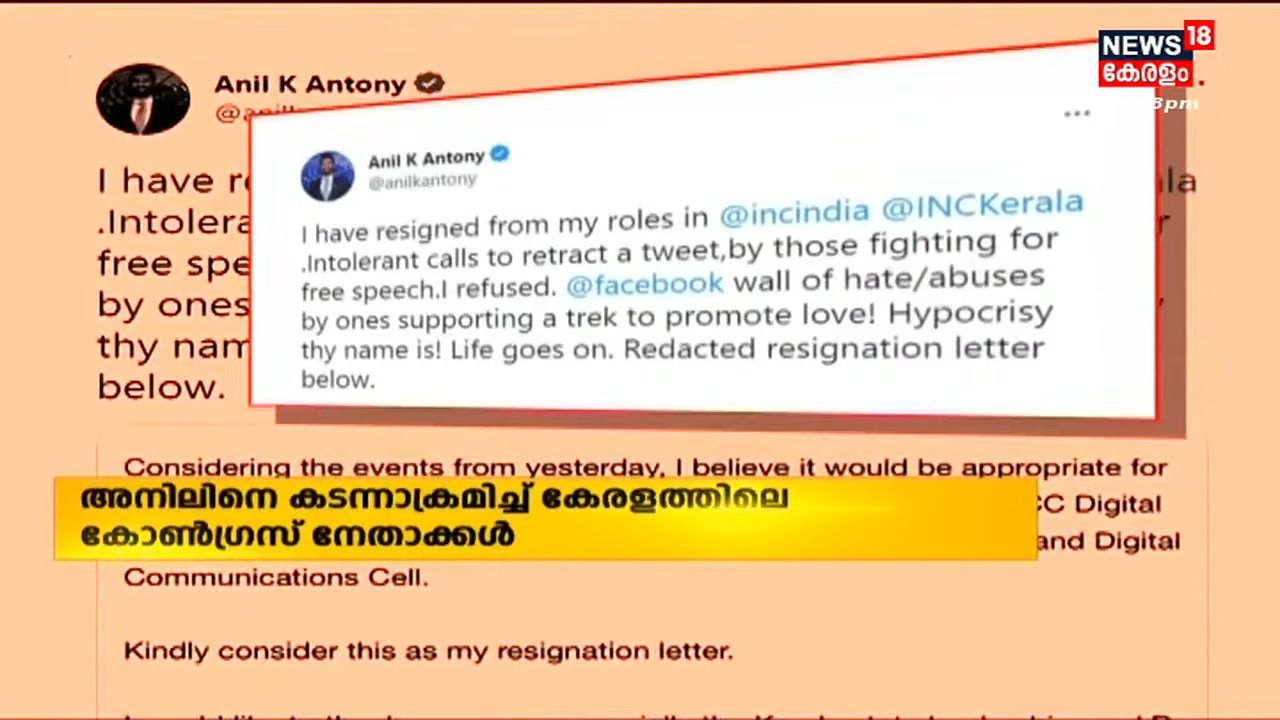 NEWS 18
കേരളം
3pm
Anil K Antony
I have
.Intolera
free spe
by ones
thy nam
below.
Anil K Antony
@anilkantony
I have resigned from my roles in @incindia @INCKerala
.Intolerant calls to retract a tweet,by those fighting for
free speech.I refused. @facebook wall of hate/abuses
by ones supporting a trek to promote love! Hypocrisy
thy name is! Life goes on. Redacted resignation letter
below.
Considering the events from yesterday, I believe it would be appropriate for
CC Digital
and Digital
Communications Cell.
അനിലിനെ കടന്നാക്രമിച്ച് കേരളത്തിലെ
കോൺഗ്രസ് നേതാക്കൾ
Kindly consider this as my resignation letter.